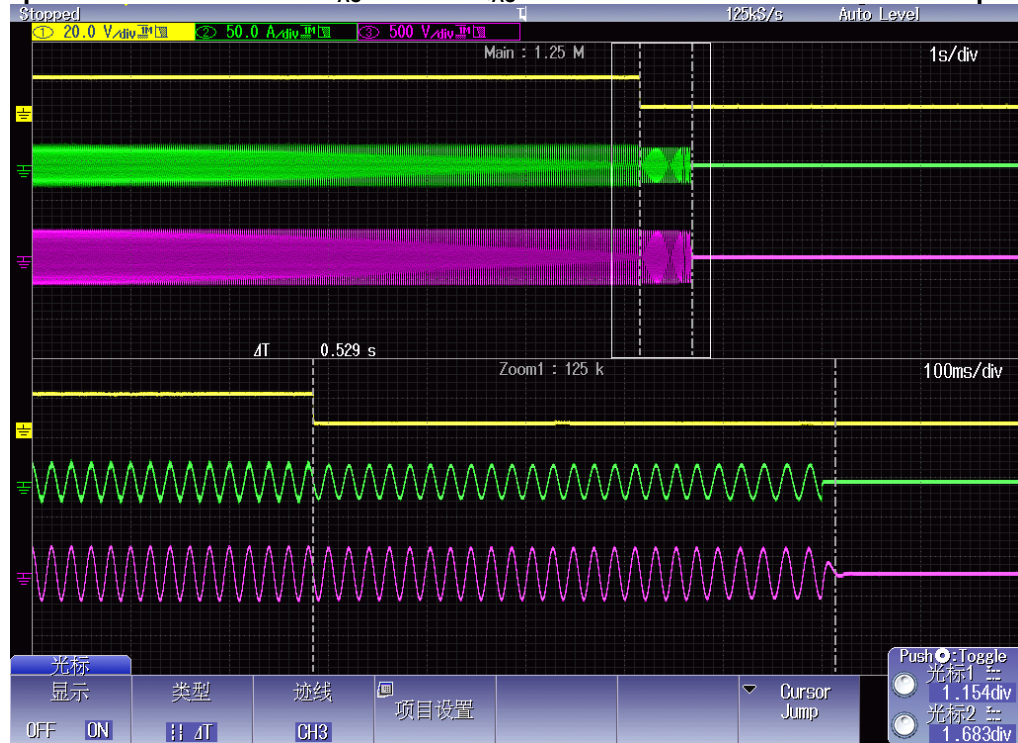 Stopped 125kS/s Auto Level
① 20.0 V/div 1M ② 50.0 A/div 1M ③ 500 V/div 1M
Main : 1.25 M 1s/div
ΔT 0.529 s
Zoom1 : 125 k 100ms/div
光标
显示 类型 迹线 项目设置 Cursor Jump
OFF ON ΔT CH3
Push :Toggle
光标1
1.154div
光标2
1.683div